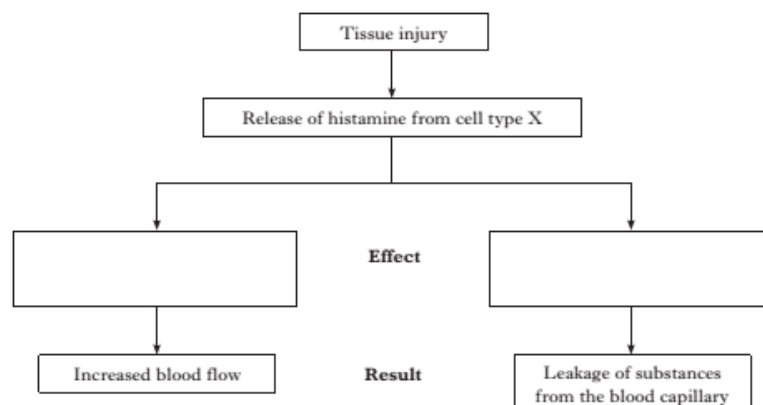 Tissue injury
Release of histamine from cell type X
Effect
Increased blood flow
Result
Leakage of substances
from the blood capillary